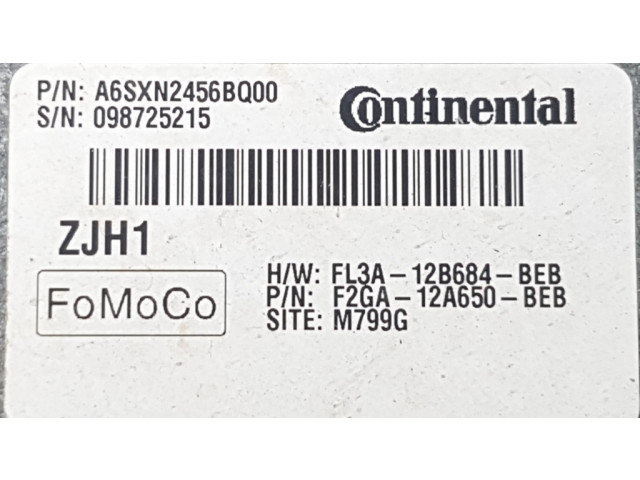 P/N: A6SXN2456BQ00
S/N: 098725215
Continental
ZJH1
FoMoCo
H/W: FL3A-12B684-BEB
P/N: F2GA-12A650-BEB
SITE: M799G